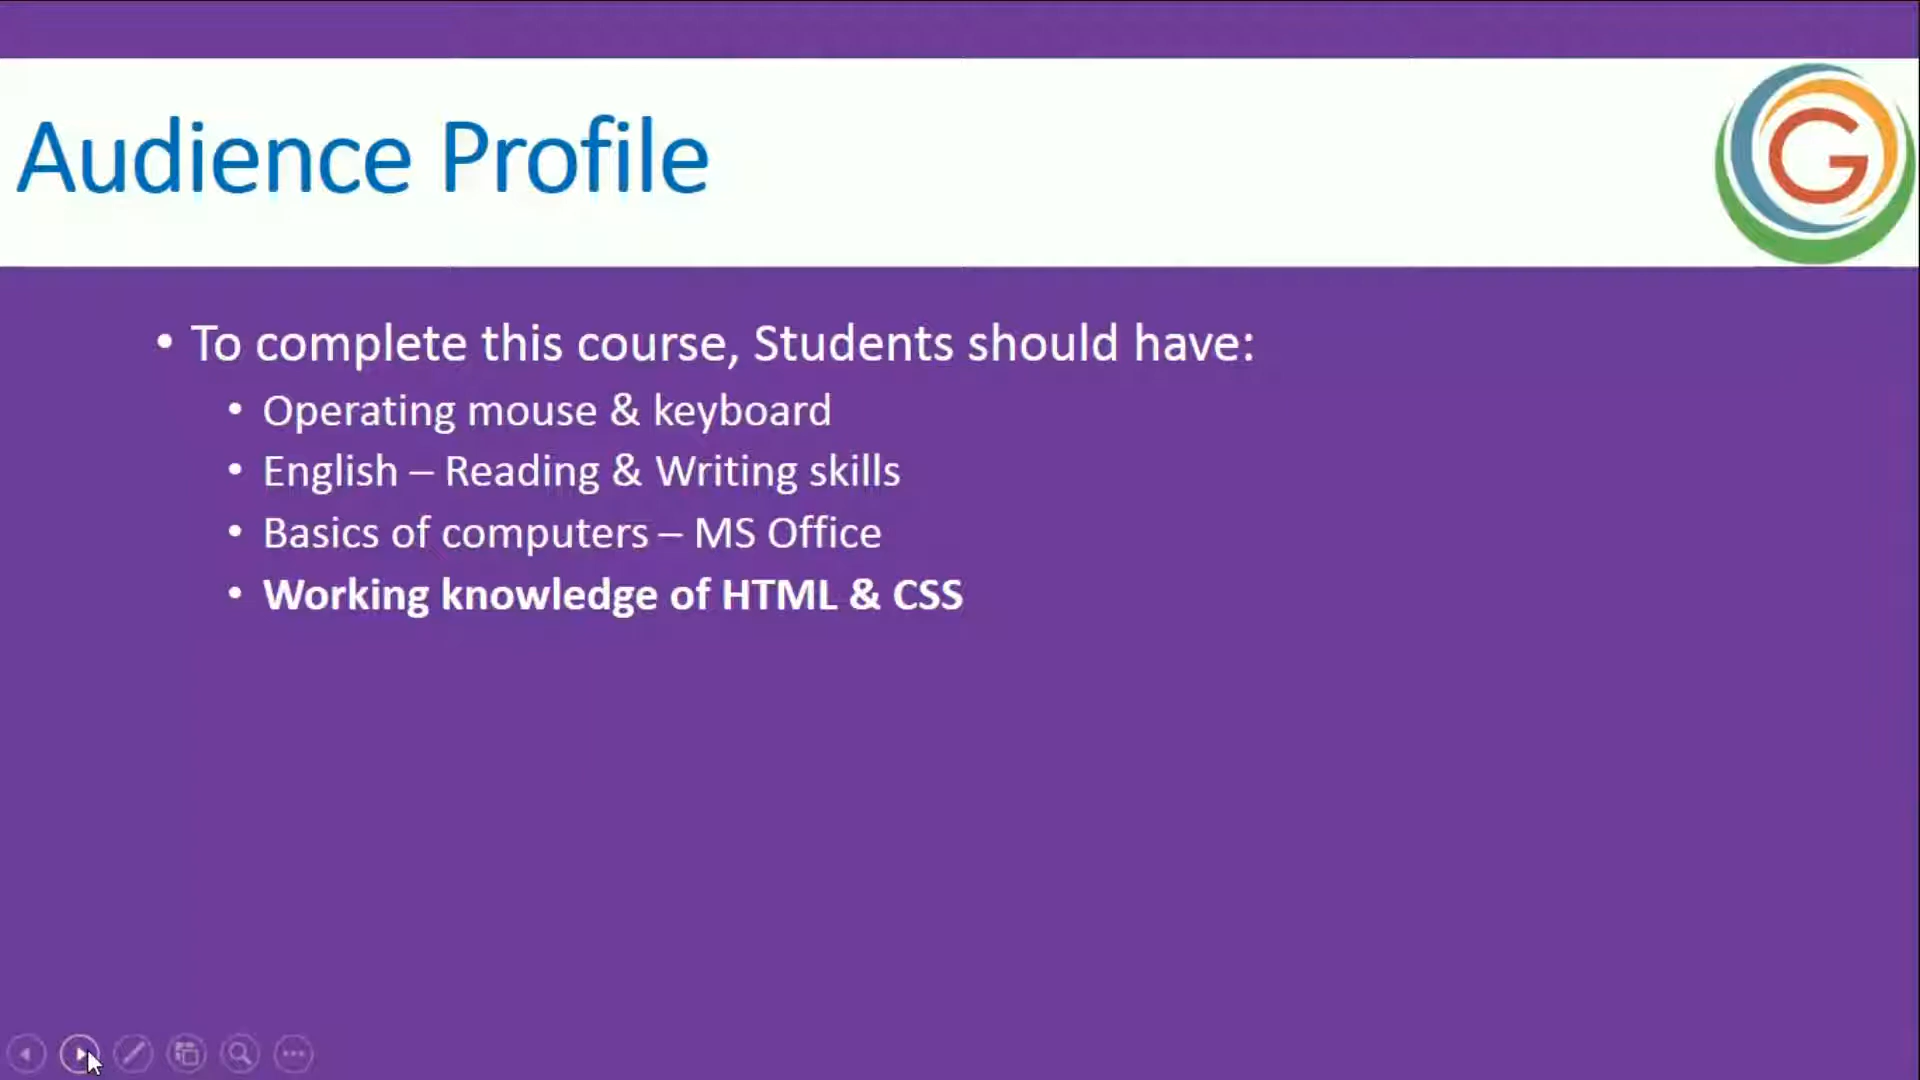 Audience Profile
G
• To complete this course, Students should have:
• Operating mouse & keyboard
• English – Reading & Writing skills
• Basics of computers – MS Office
• Working knowledge of HTML & CSS